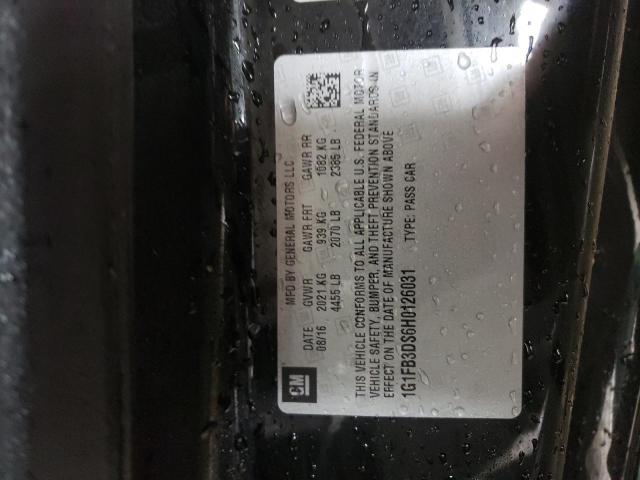 GM
MFD BY GENERAL MOTORS LLC
DATE GVWR GAWR FRT GAWR RR
08/16 2021 KG 939 KG 1082 KG
4455 LB 2070 LB 2385 LB
THIS VEHICLE CONFORMS TO ALL APPLICABLE U.S. FEDERAL MOTOR
VEHICLE SAFETY, BUMPER, AND THEFT PREVENTION STANDARDS IN
EFFECT ON THE DATE OF MANUFACTURE SHOWN ABOVE
1G1FB3DS6H0126031 TYPE: PASS CAR